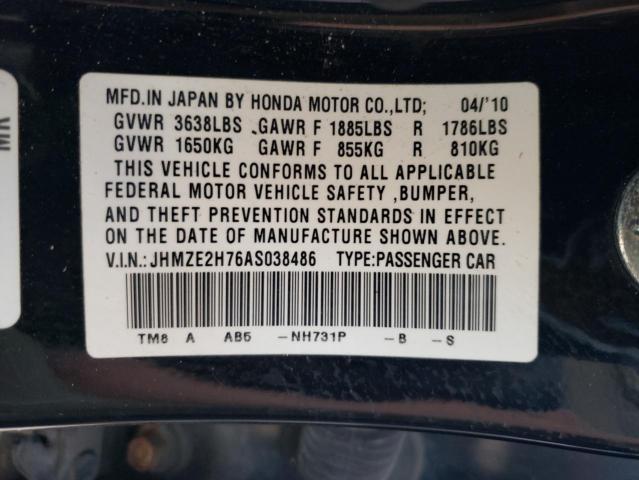 MFD.IN JAPAN BY HONDA MOTOR CO.,LTD; 04/'10
GVWR 3638LBS GAWR F 1885LBS R 1786LBS
GVWR 1650KG GAWR F 855KG R 810KG
THIS VEHICLE CONFORMS TO ALL APPLICABLE
FEDERAL MOTOR VEHICLE SAFETY ,BUMPER,
AND THEFT PREVENTION STANDARDS IN EFFECT
ON THE DATE OF MANUFACTURE SHOWN ABOVE.
V.I.N.:JHMZE2H76AS038486 TYPE:PASSENGER CAR
TM8 A AB5 -NH731P -B -S